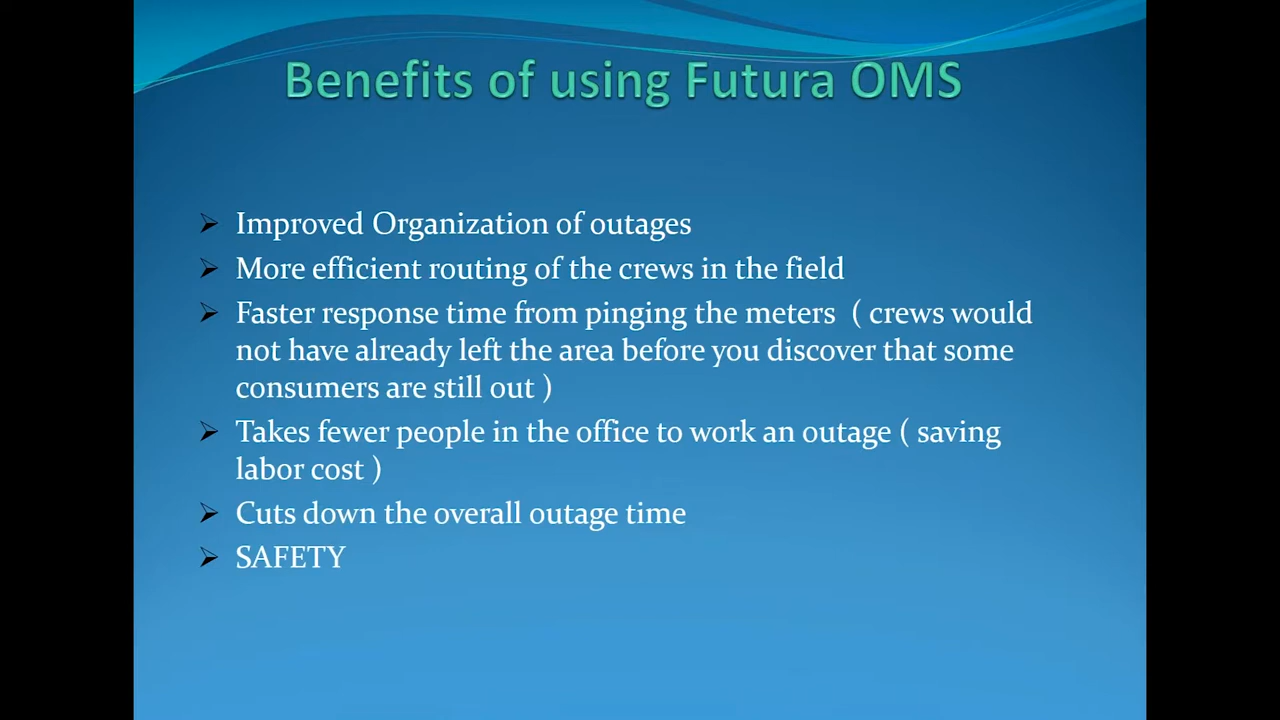 Benefits of using Futura OMS
Improved Organization of outages
More efficient routing of the crews in the field
Faster response time from pinging the meters ( crews would
not have already left the area before you discover that some
consumers are still out )
Takes fewer people in the office to work an outage ( saving
labor cost )
Cuts down the overall outage time
SAFETY